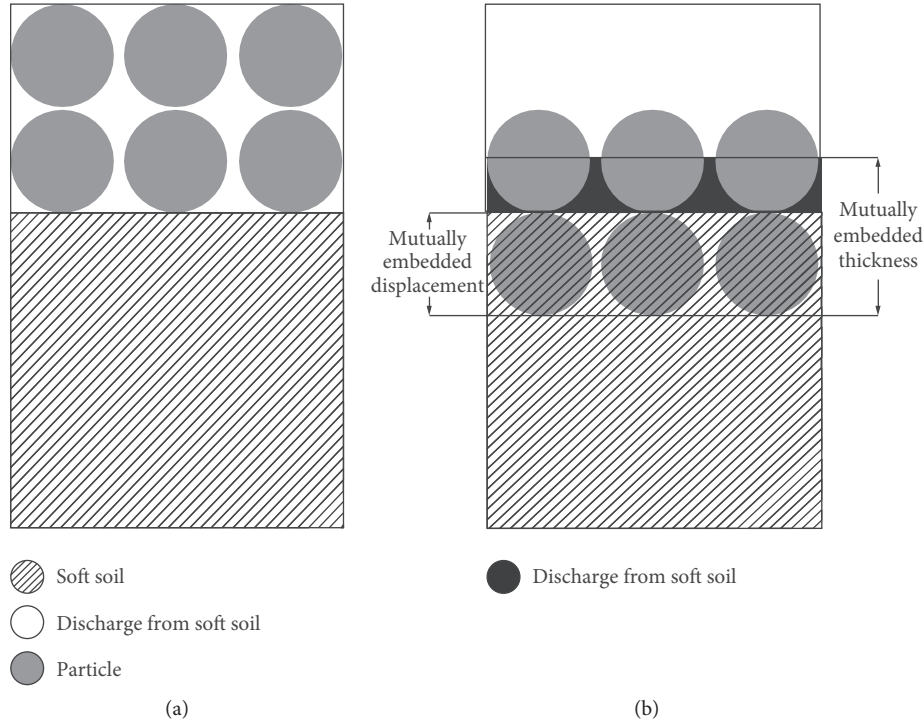 Mutually
embedded
displacement
Mutually
embedded
thickness
Soft soil
Discharge from soft soil
Particle
Discharge from soft soil
(a)
(b)